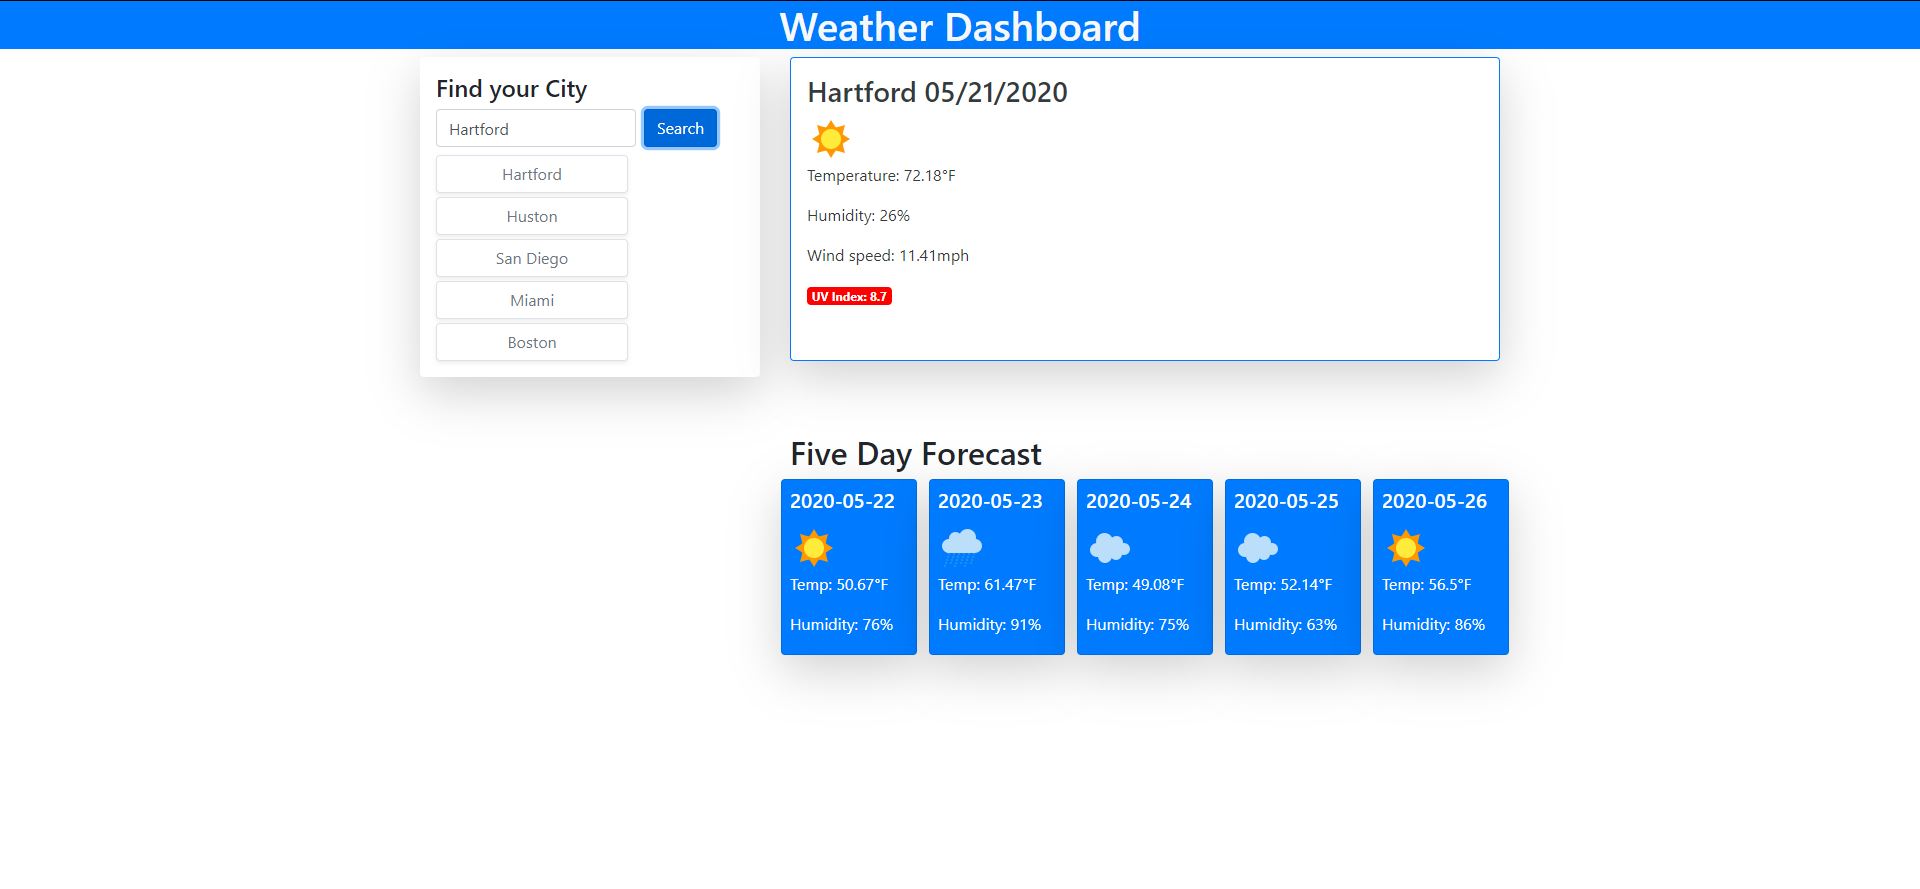 Weather Dashboard
Find your City
Hartford
Search
Hartford
Huston
San Diego
Miami
Boston
Hartford 05/21/2020
Temperature: 72.18°F
Humidity: 26%
Wind speed: 11.41mph
UV Index: 8.7
Five Day Forecast
2020-05-22
Temp: 50.67°F
Humidity: 76%
2020-05-23
Temp: 61.47°F
Humidity: 91%
2020-05-24
Temp: 49.08°F
Humidity: 75%
2020-05-25
Temp: 52.14°F
Humidity: 63%
2020-05-26
Temp: 56.5°F
Humidity: 86%